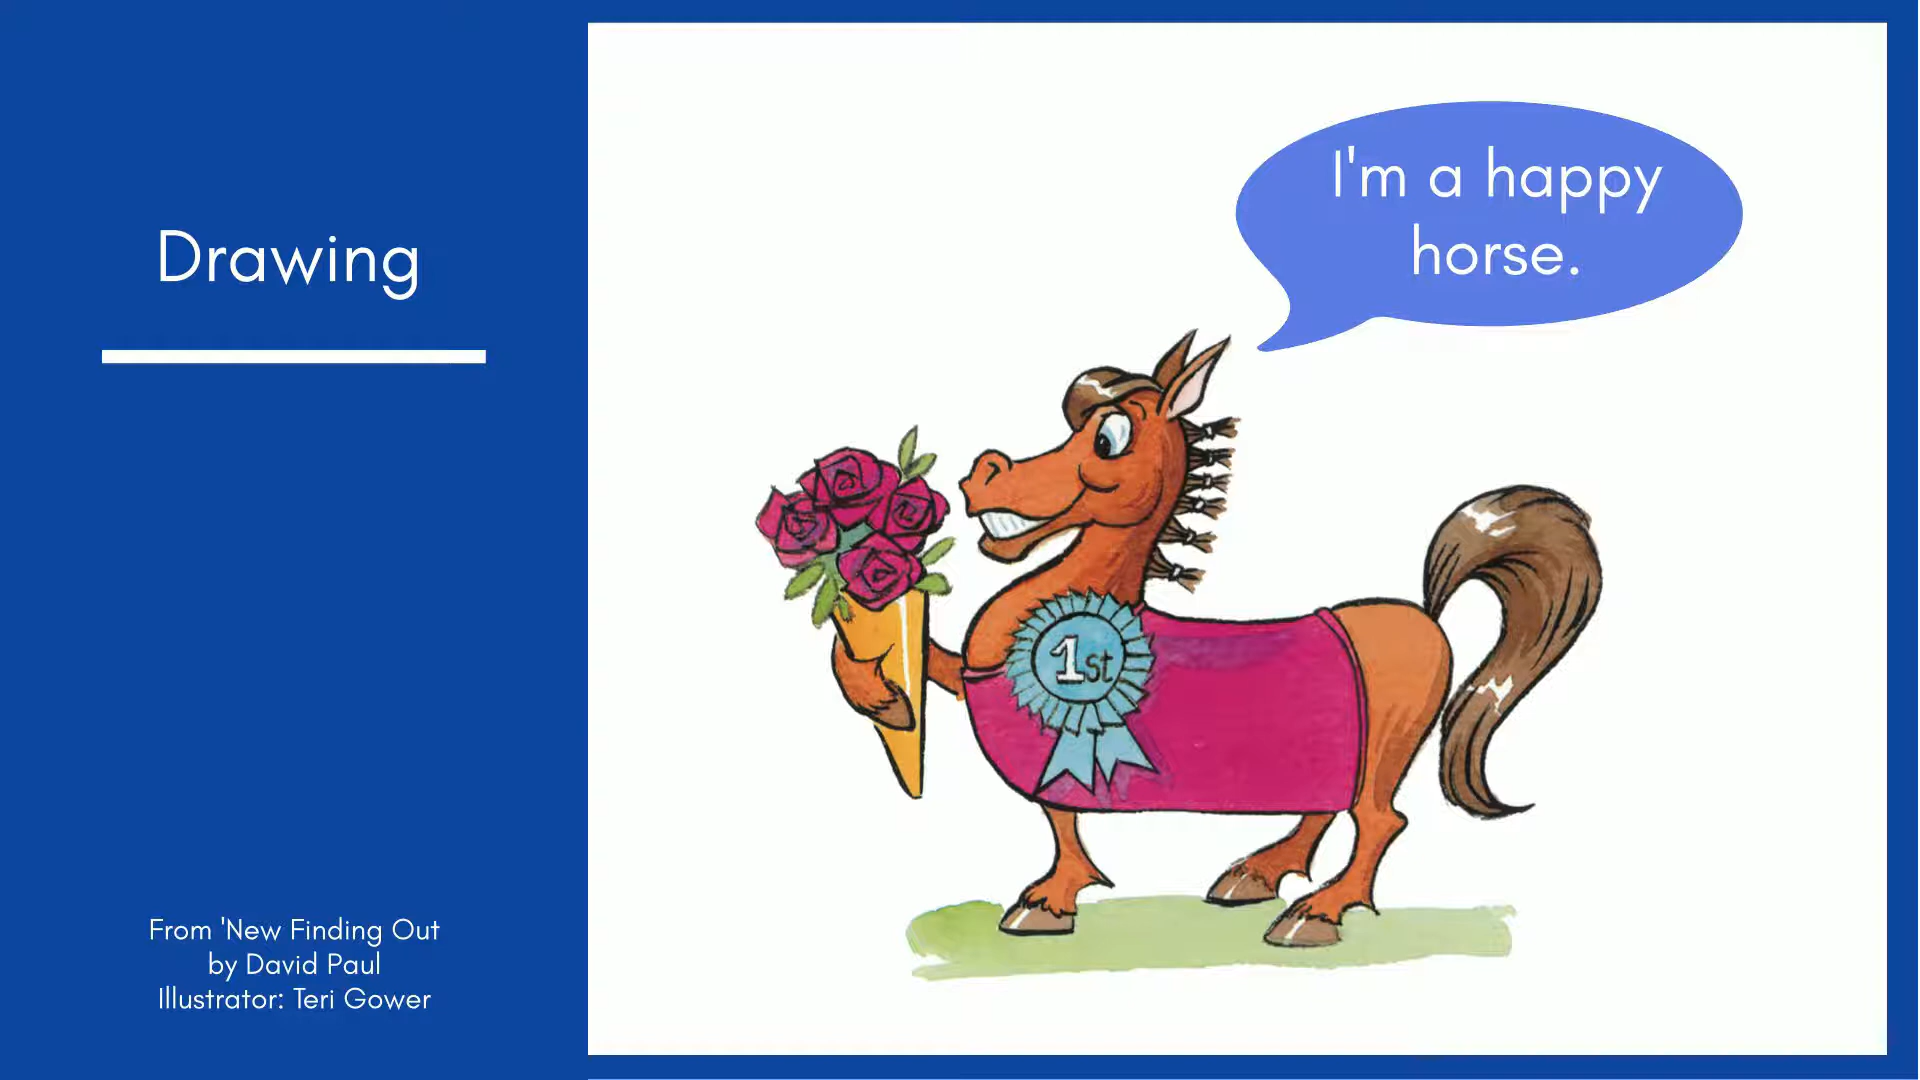 Drawing
From 'New Finding Out
by David Paul
Illustrator: Teri Gower
I'm a happy
horse.
1st